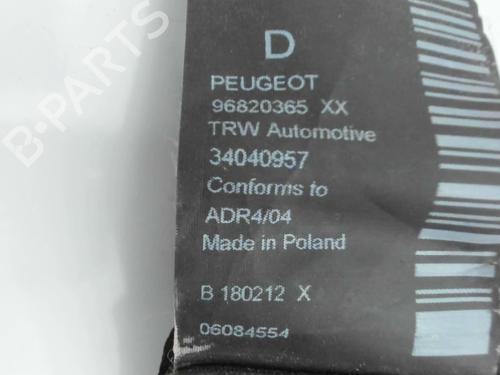 B-PARTS
D
PEUGEOT
96820365 XX
TRW Automotive
34040957
Conforms to
ADR4/04
Made in Poland
B 180212 X
06084554